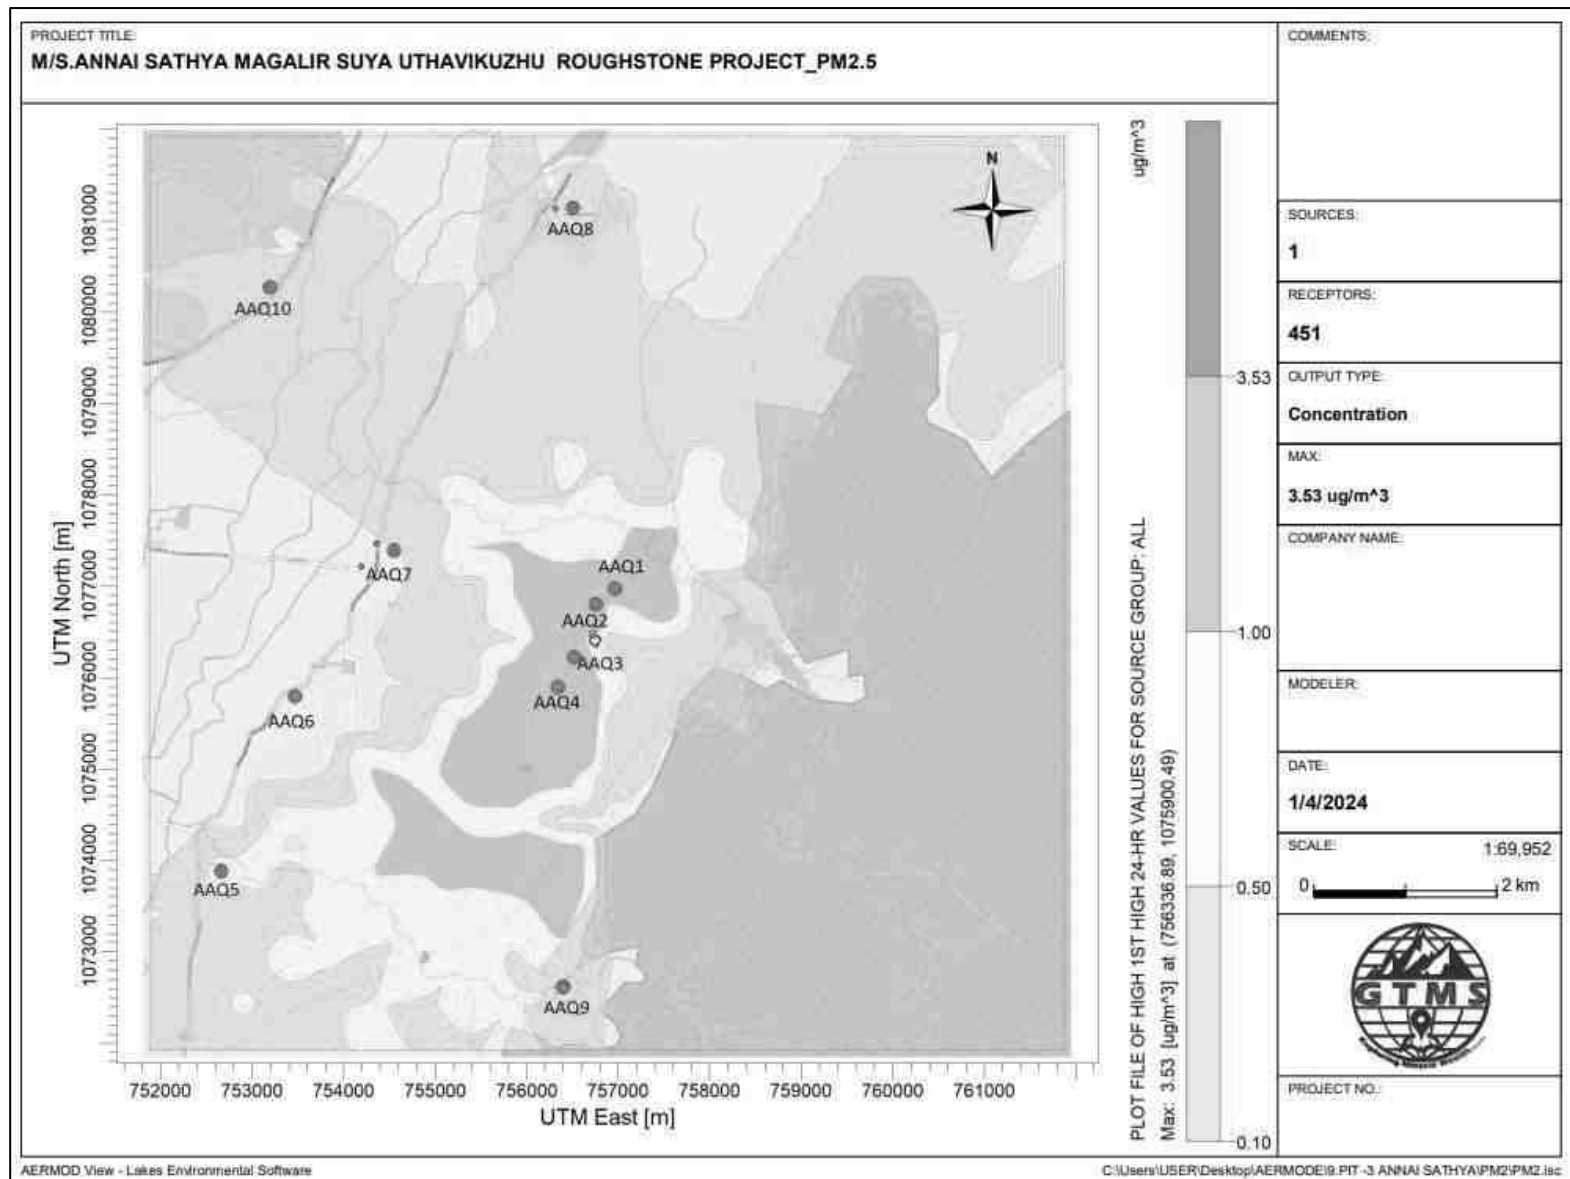 PROJECT TITLE:
M/S.ANNAI SATHYA MAGALIR SUYA UTHAVIKUZHU ROUGHSTONE PROJECT_PM2.5
COMMENTS:
SOURCES:
1
RECEPTORS:
451
OUTPUT TYPE:
Concentration
MAX:
3.53 ug/m^3
COMPANY NAME:
MODELER:
DATE:
1/4/2024
SCALE:
1:69,952
0
2 km
GTMS
PROJECT NO.:
ug/m^3
3.53
1.00
0.50
0.10
PLOT FILE OF HIGH 1ST HIGH 24-HR VALUES FOR SOURCE GROUP: ALL
Max: 3.53 [ug/m^3] at (756336.89, 1075900.49)
N
AAQ8
AAQ10
AAQ1
AAQ7
AAQ2
AAQ3
AAQ4
AAQ6
AAQ5
AAQ9
UTM North [m]
1081000
1080000
1079000
1078000
1077000
1076000
1075000
1074000
1073000
752000 753000 754000 755000 756000 757000 758000 759000 760000 761000
UTM East [m]
AERMOD View - Lakes Environmental Software
C:\Users\USER\Desktop\AERMODE\9.PIT -3 ANNAI SATHYA\PM2\PM2.isc